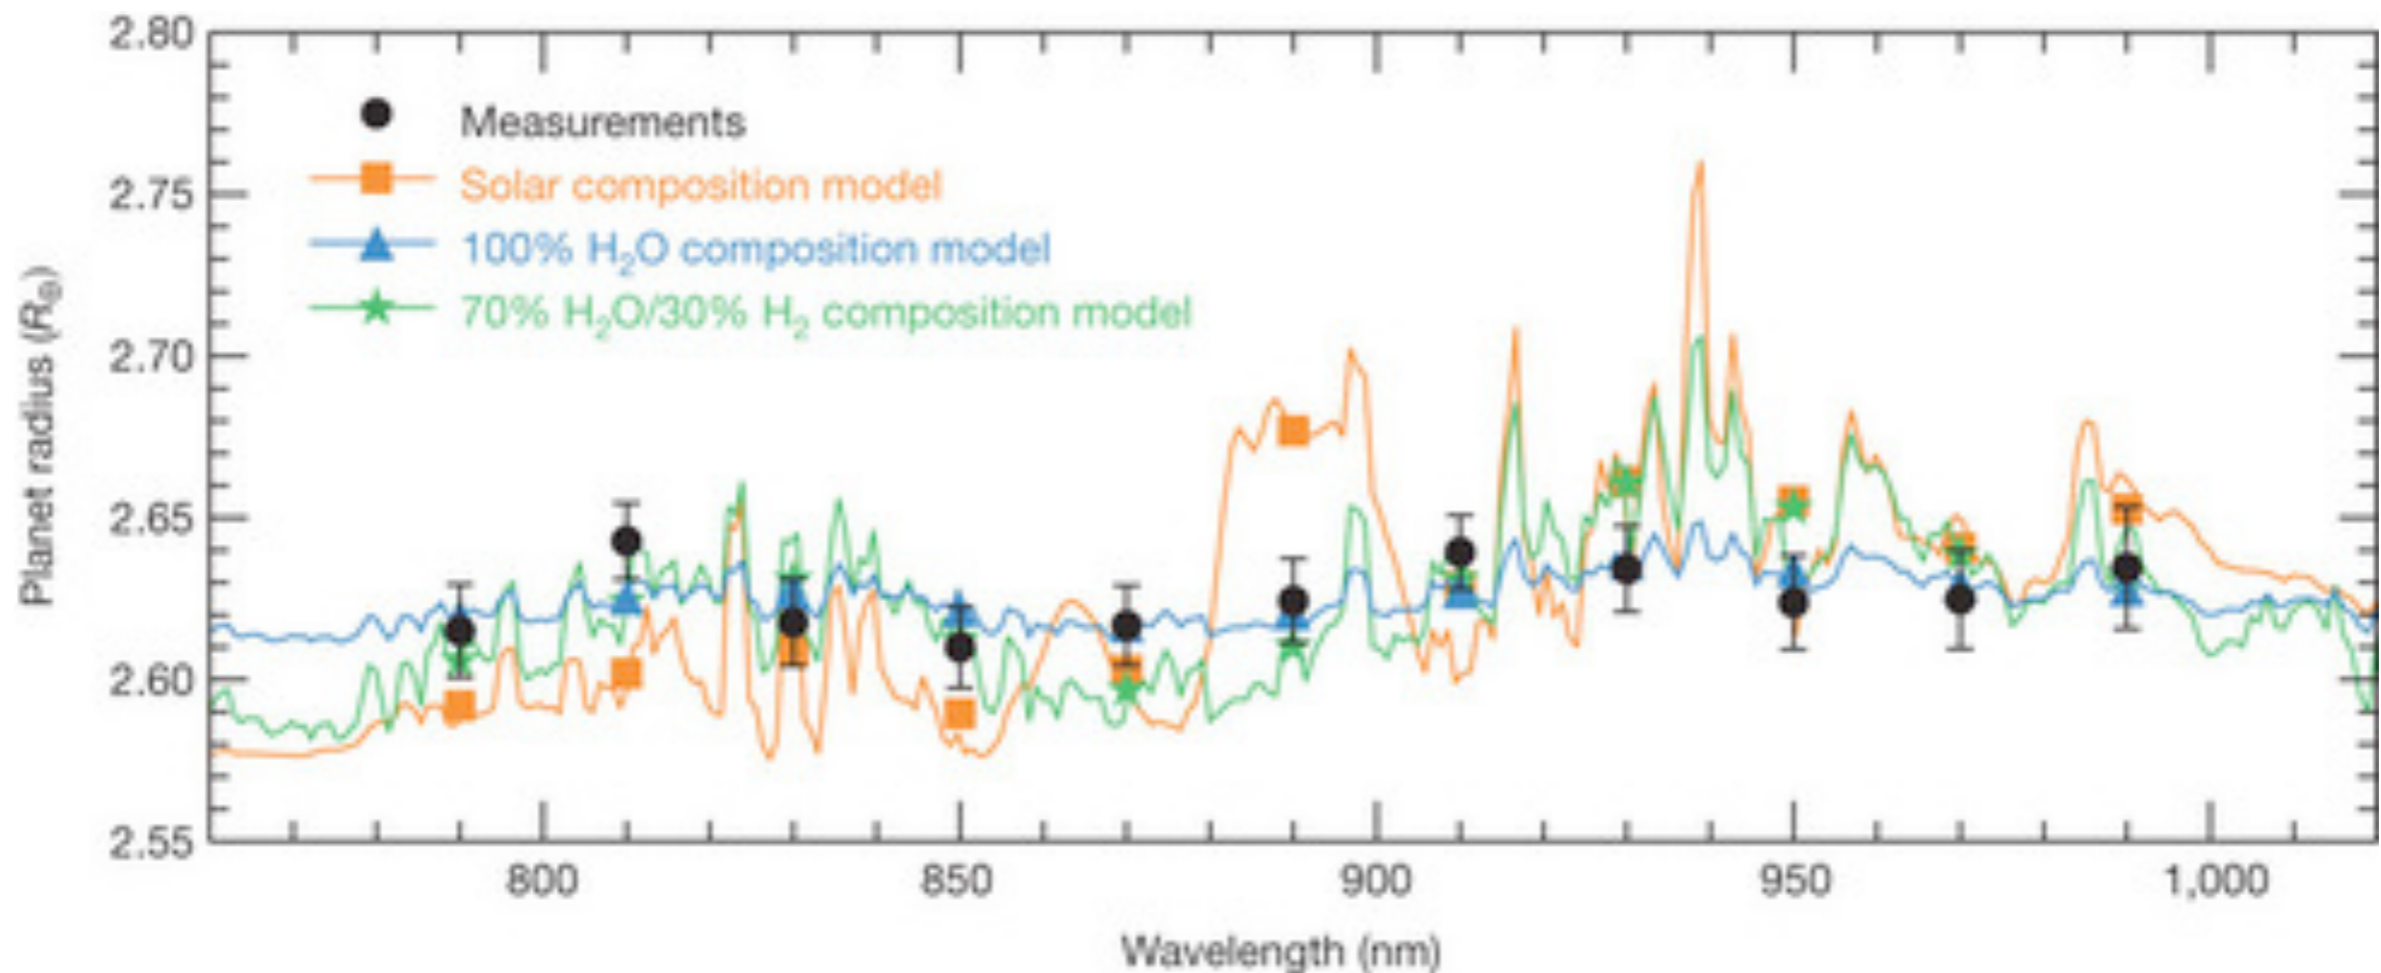 2.80
2.75
2.70
2.65
2.60
2.55
Planet radius (R⊕)
Measurements
Solar composition model
100% H₂O composition model
70% H₂O/30% H₂ composition model
800 850 900 950 1,000
Wavelength (nm)